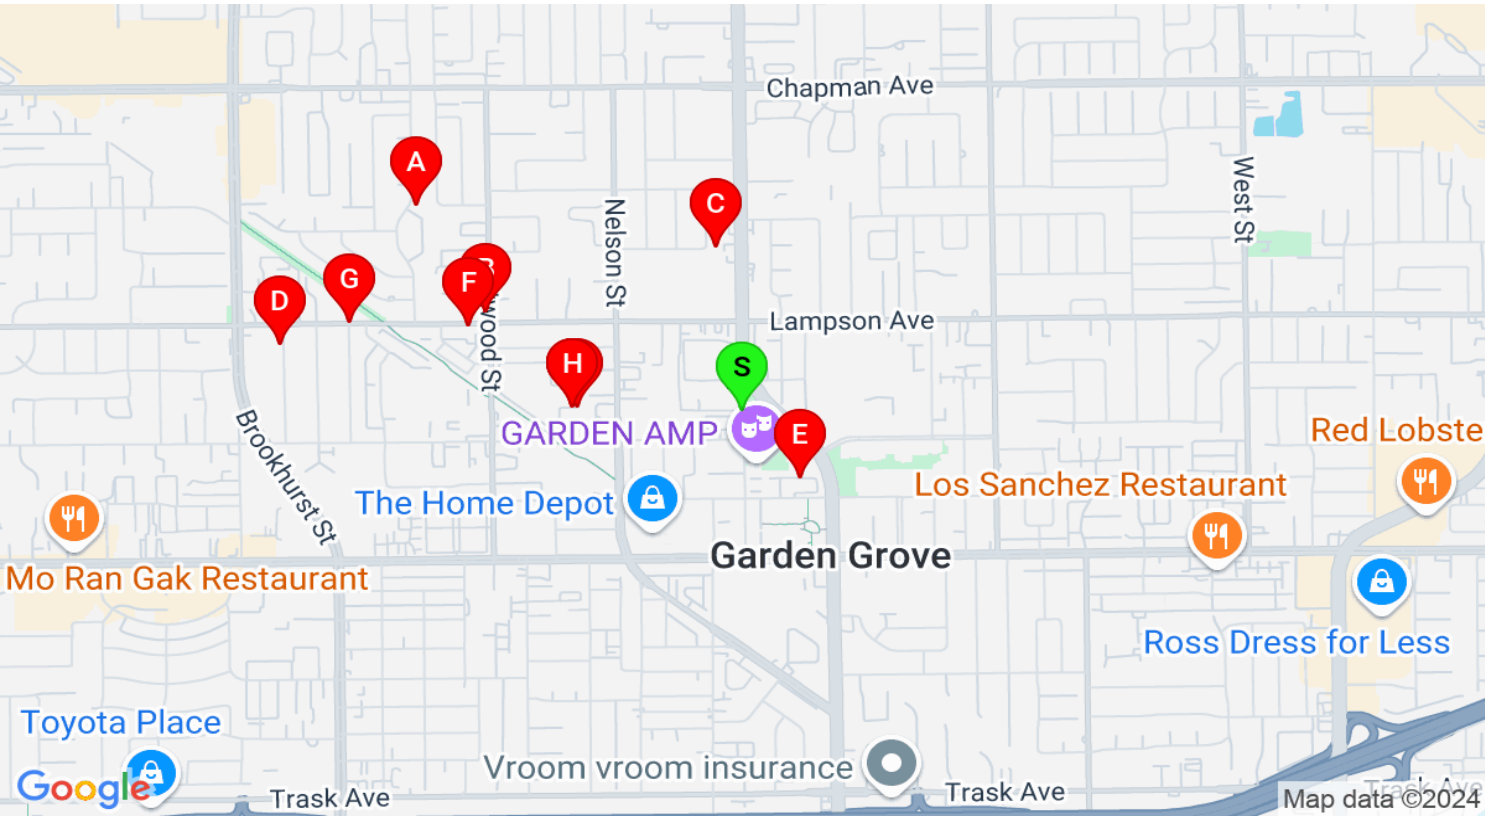 Chapman Ave
A
C
West St
Nelson St
B
G
F
D
wood St
Lampson Ave
H
S
GARDEN AMP
E
Brookhurst St
Red Lobste
Los Sanchez Restaurant
The Home Depot
Garden Grove
Mo Ran Gak Restaurant
Ross Dress for Less
Toyota Place
Vroom vroom insurance
Google
Trask Ave
Trask Ave
Trask Ave
Map data ©2024